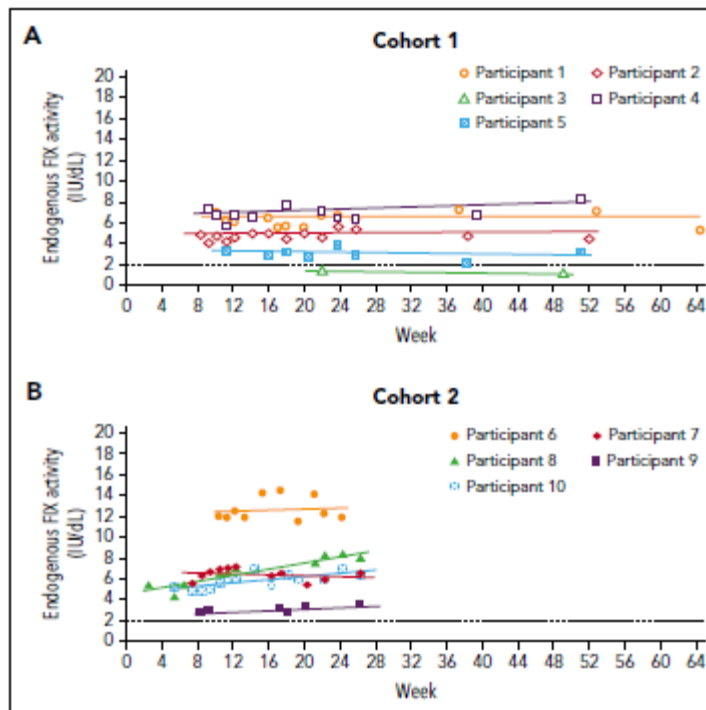 A
Cohort 1
Endogenous FIX activity
(IU/dL)
20
18
16
14
12
10
8
6
4
2
0
Participant 1
Participant 2
Participant 3
Participant 4
Participant 5
0 4 8 12 16 20 24 28 32 36 40 44 48 52 56 60 64
Week
B
Cohort 2
Endogenous FIX activity
(IU/dL)
20
18
16
14
12
10
8
6
4
2
0
Participant 6
Participant 7
Participant 8
Participant 9
Participant 10
0 4 8 12 16 20 24 28 32 36 40 44 48 52 56 60 64
Week